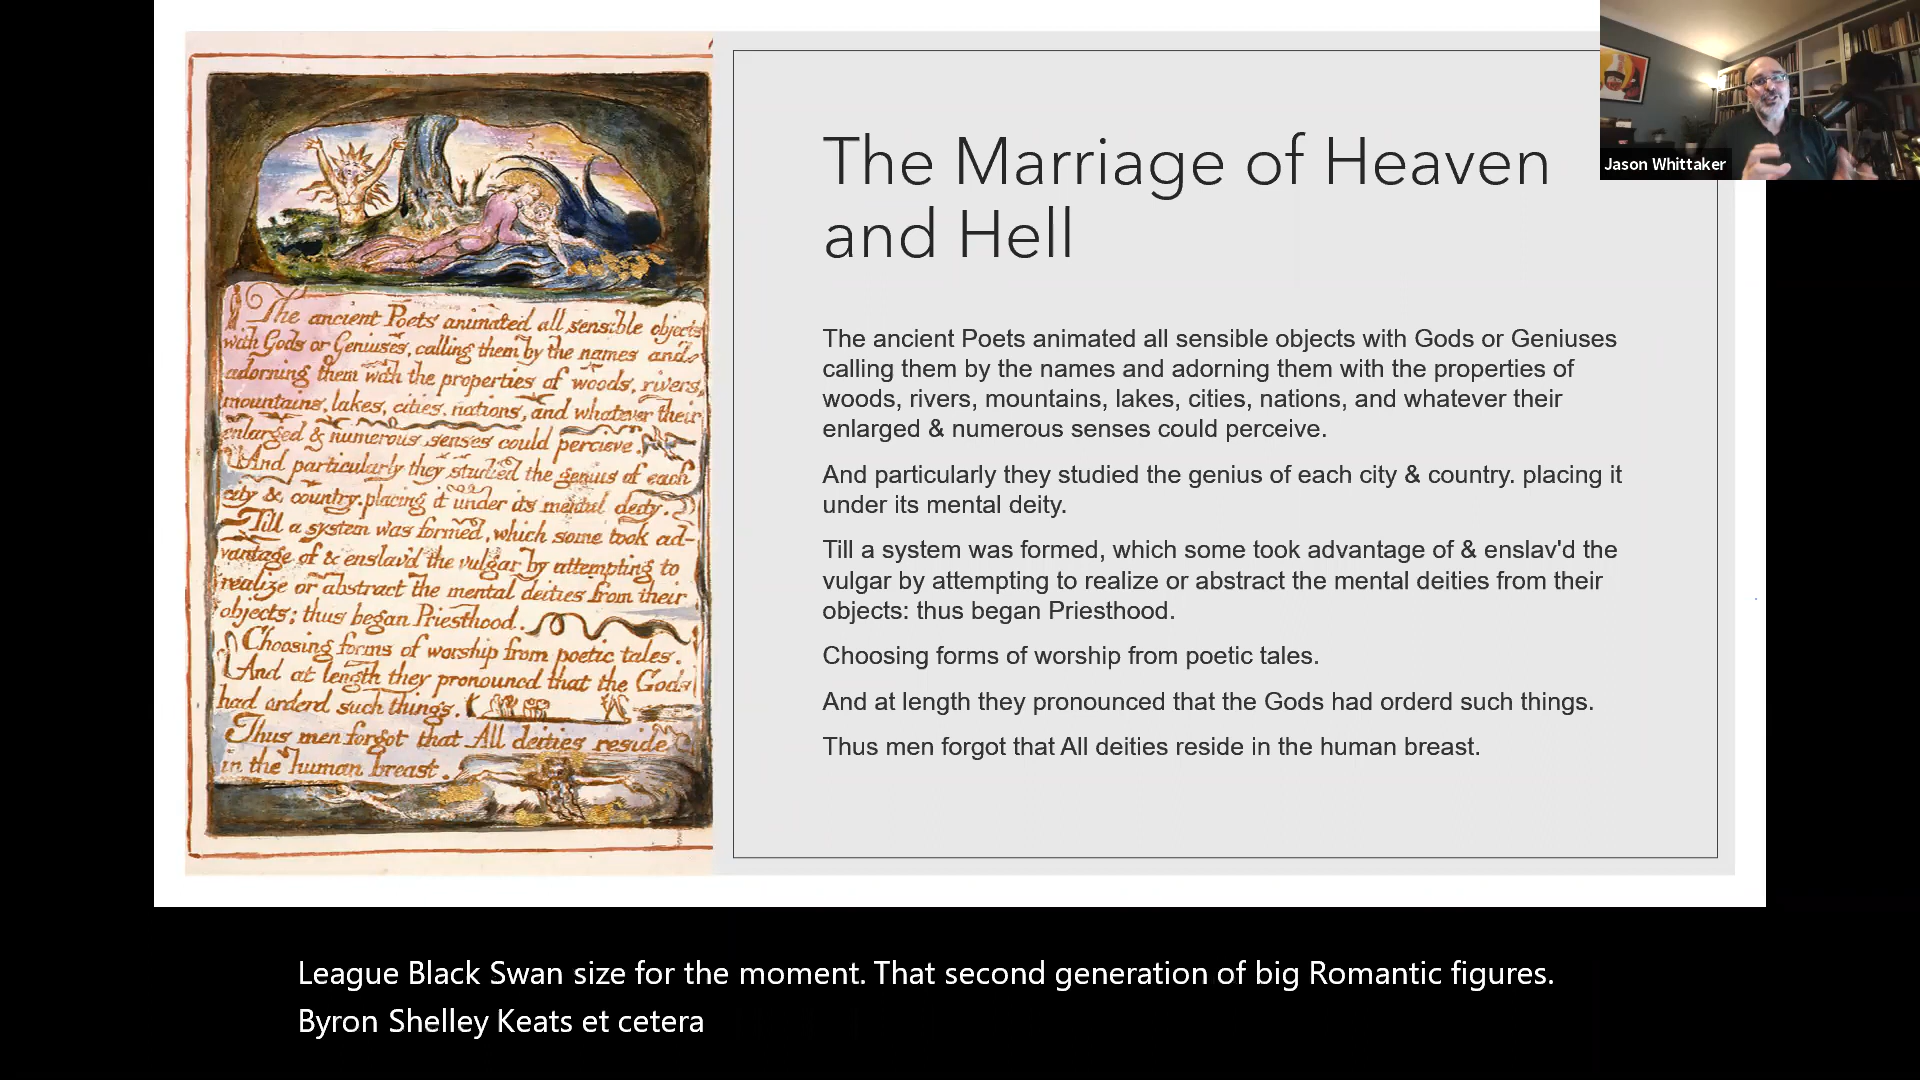 The ancient Poets animated all sensible objects
with Gods or Geniuses, calling them by the names and
adorning them with the properties of woods, rivers,
mountains, lakes, cities, nations, and whatever their
enlarged & numerous senses could percieve.
And particularly they studied the genius of each
city & country. placing it under its mental deity.
Till a system was formed, which some took ad-
vantage of & enslav'd the vulgar by attempting to
realize or abstract the mental deities from their
objects; thus began Priesthood.
Choosing forms of worship from poetic tales.
And at length they pronounced that the Gods
had orderd such things.
Thus men forgot that All deities reside
in the human breast.
The Marriage of Heaven
and Hell
The ancient Poets animated all sensible objects with Gods or Geniuses
calling them by the names and adorning them with the properties of
woods, rivers, mountains, lakes, cities, nations, and whatever their
enlarged & numerous senses could perceive.
And particularly they studied the genius of each city & country. placing it
under its mental deity.
Till a system was formed, which some took advantage of & enslav'd the
vulgar by attempting to realize or abstract the mental deities from their
objects: thus began Priesthood.
Choosing forms of worship from poetic tales.
And at length they pronounced that the Gods had orderd such things.
Thus men forgot that All deities reside in the human breast.
Jason Whittaker
League Black Swan size for the moment. That second generation of big Romantic figures.
Byron Shelley Keats et cetera